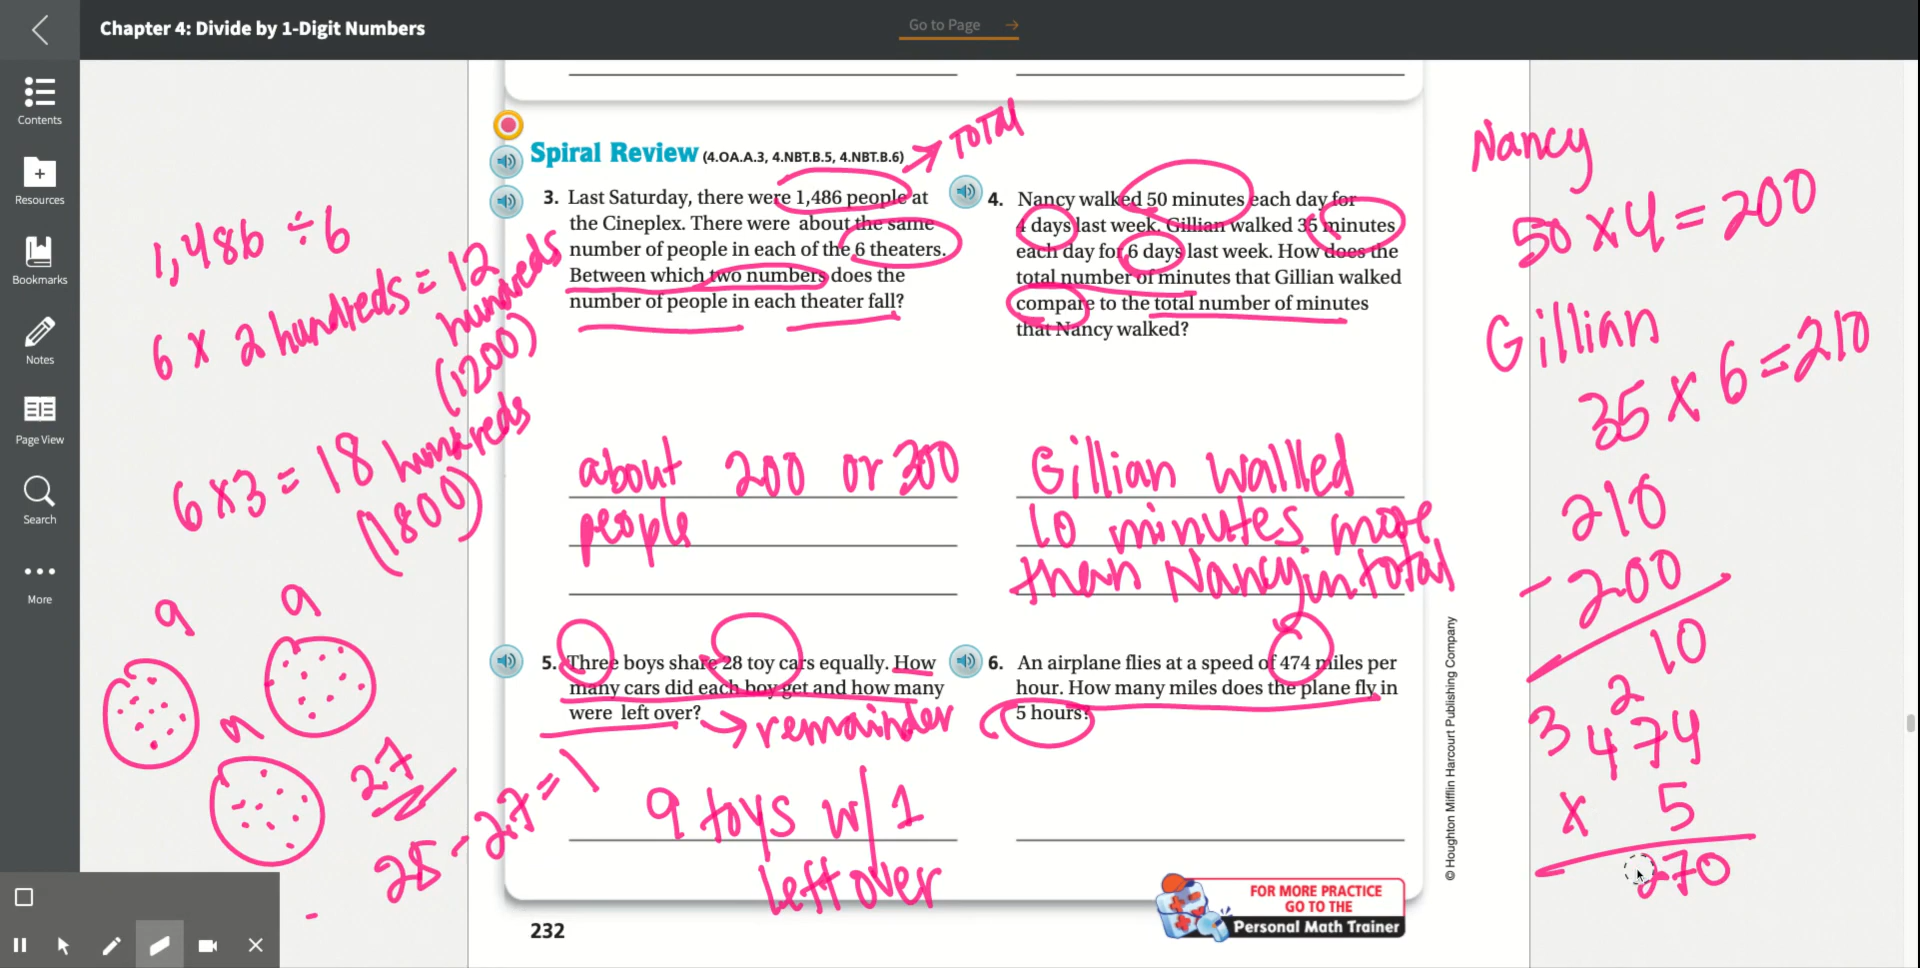 Chapter 4: Divide by 1-Digit Numbers
Go to Page →
Contents
Resources
Bookmarks
Notes
Page View
Search
More
Spiral Review (4.OA.A.3, 4.NBT.B.5, 4.NBT.B.6)
→ TOTAL
3. Last Saturday, there were 1,486 people at
the Cineplex. There were about the same
number of people in each of the 6 theaters.
Between which two numbers does the
number of people in each theater fall?
1,486 ÷ 6
6 x 2 hundreds = 12
hundreds
(1200)
6 x 3 = 18 hundreds
(1800)
about 200 or 300
people
4. Nancy walked 50 minutes each day for
4 days last week. Gillian walked 35 minutes
each day for 6 days last week. How does the
total number of minutes that Gillian walked
compare to the total number of minutes
that Nancy walked?
Nancy
50 x 4 = 200
Gillian
35 x 6 = 210
210
- 200
10
Gillian walked
10 minutes more
than Nancy in total
5. Three boys share 28 toy cars equally. How
many cars did each boy get and how many
were left over?
→ remainder
9
9
9
27
28 - 27 = 1
9 toys w/ 1
left over
6. An airplane flies at a speed of 474 miles per
hour. How many miles does the plane fly in
5 hours?
3 2
474
x 5
270
© Houghton Mifflin Harcourt Publishing Company
FOR MORE PRACTICE
GO TO THE
Personal Math Trainer
232